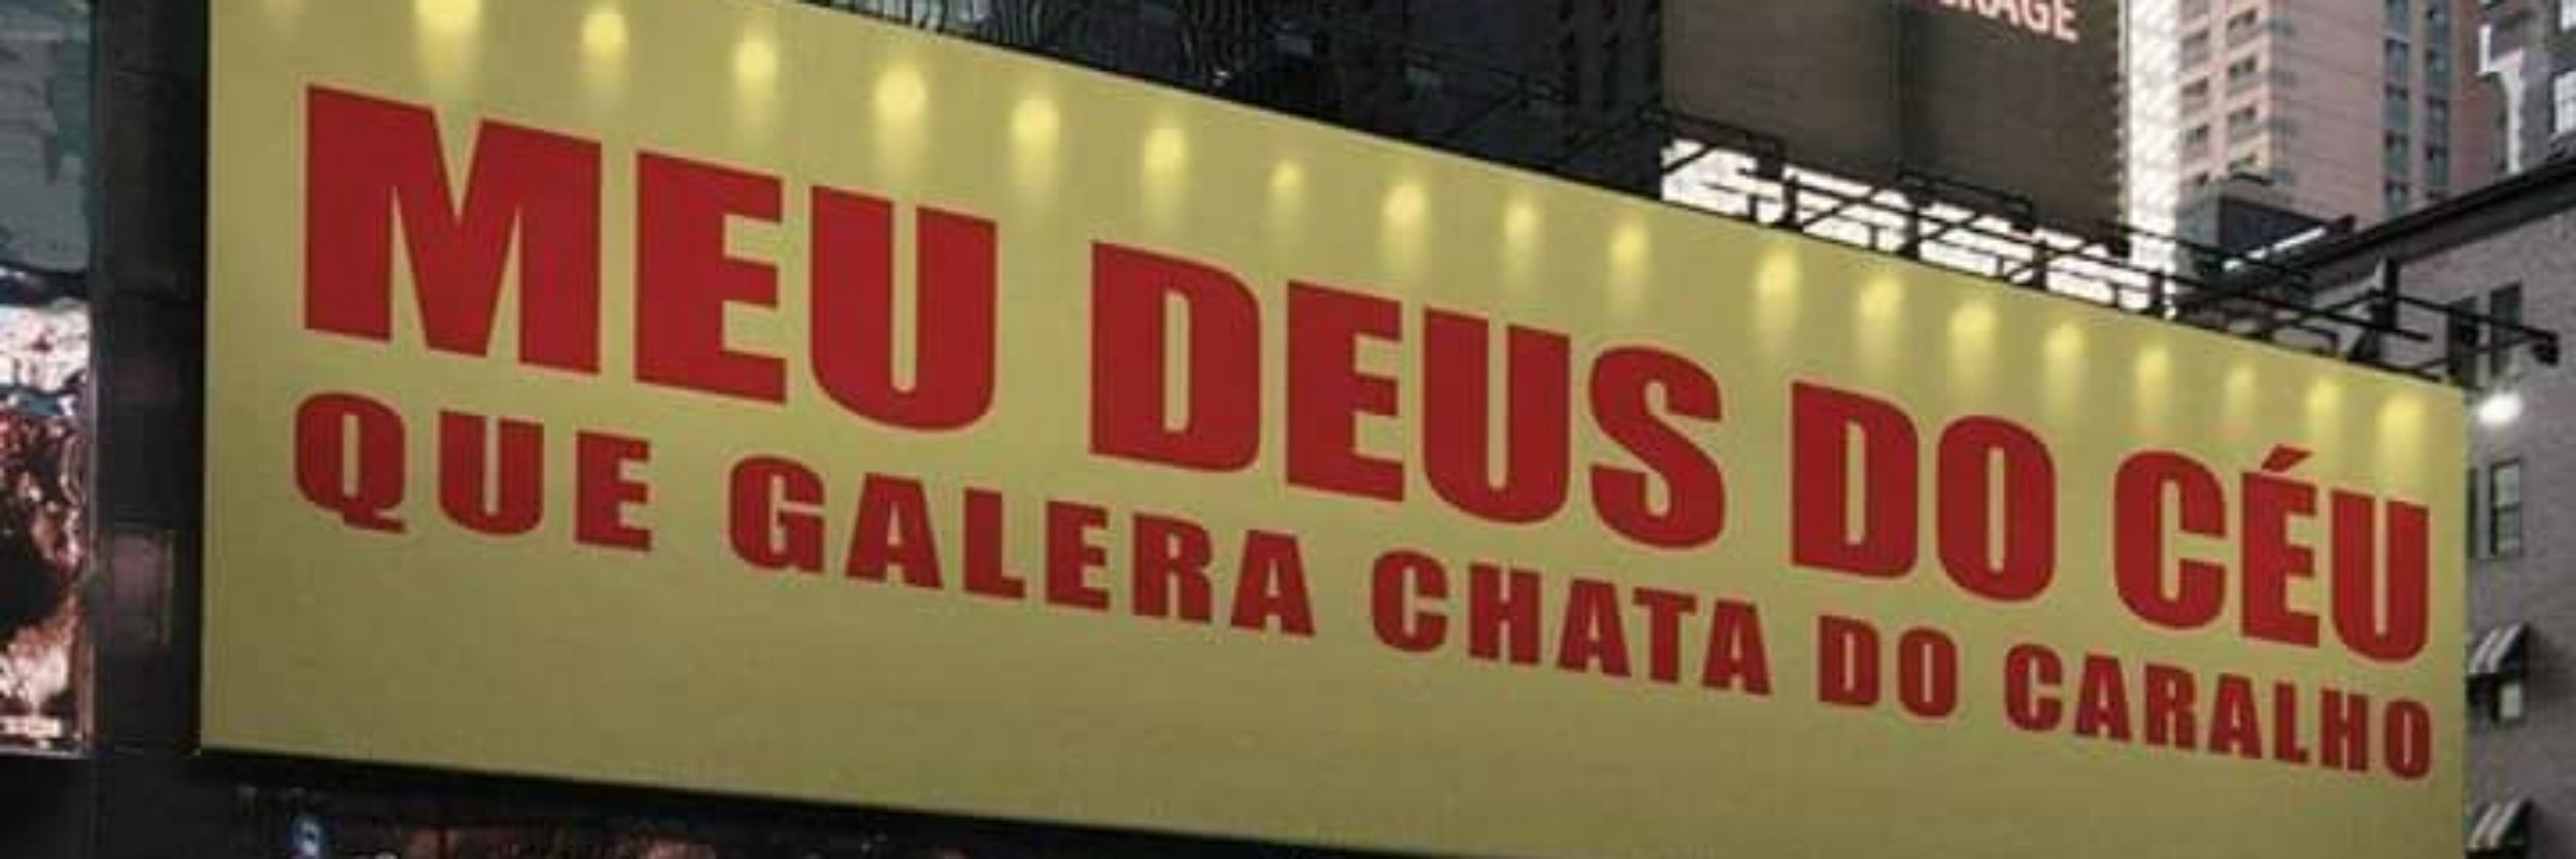 MEU DEUS DO CÉU
QUE GALERA CHATA DO CARALHO